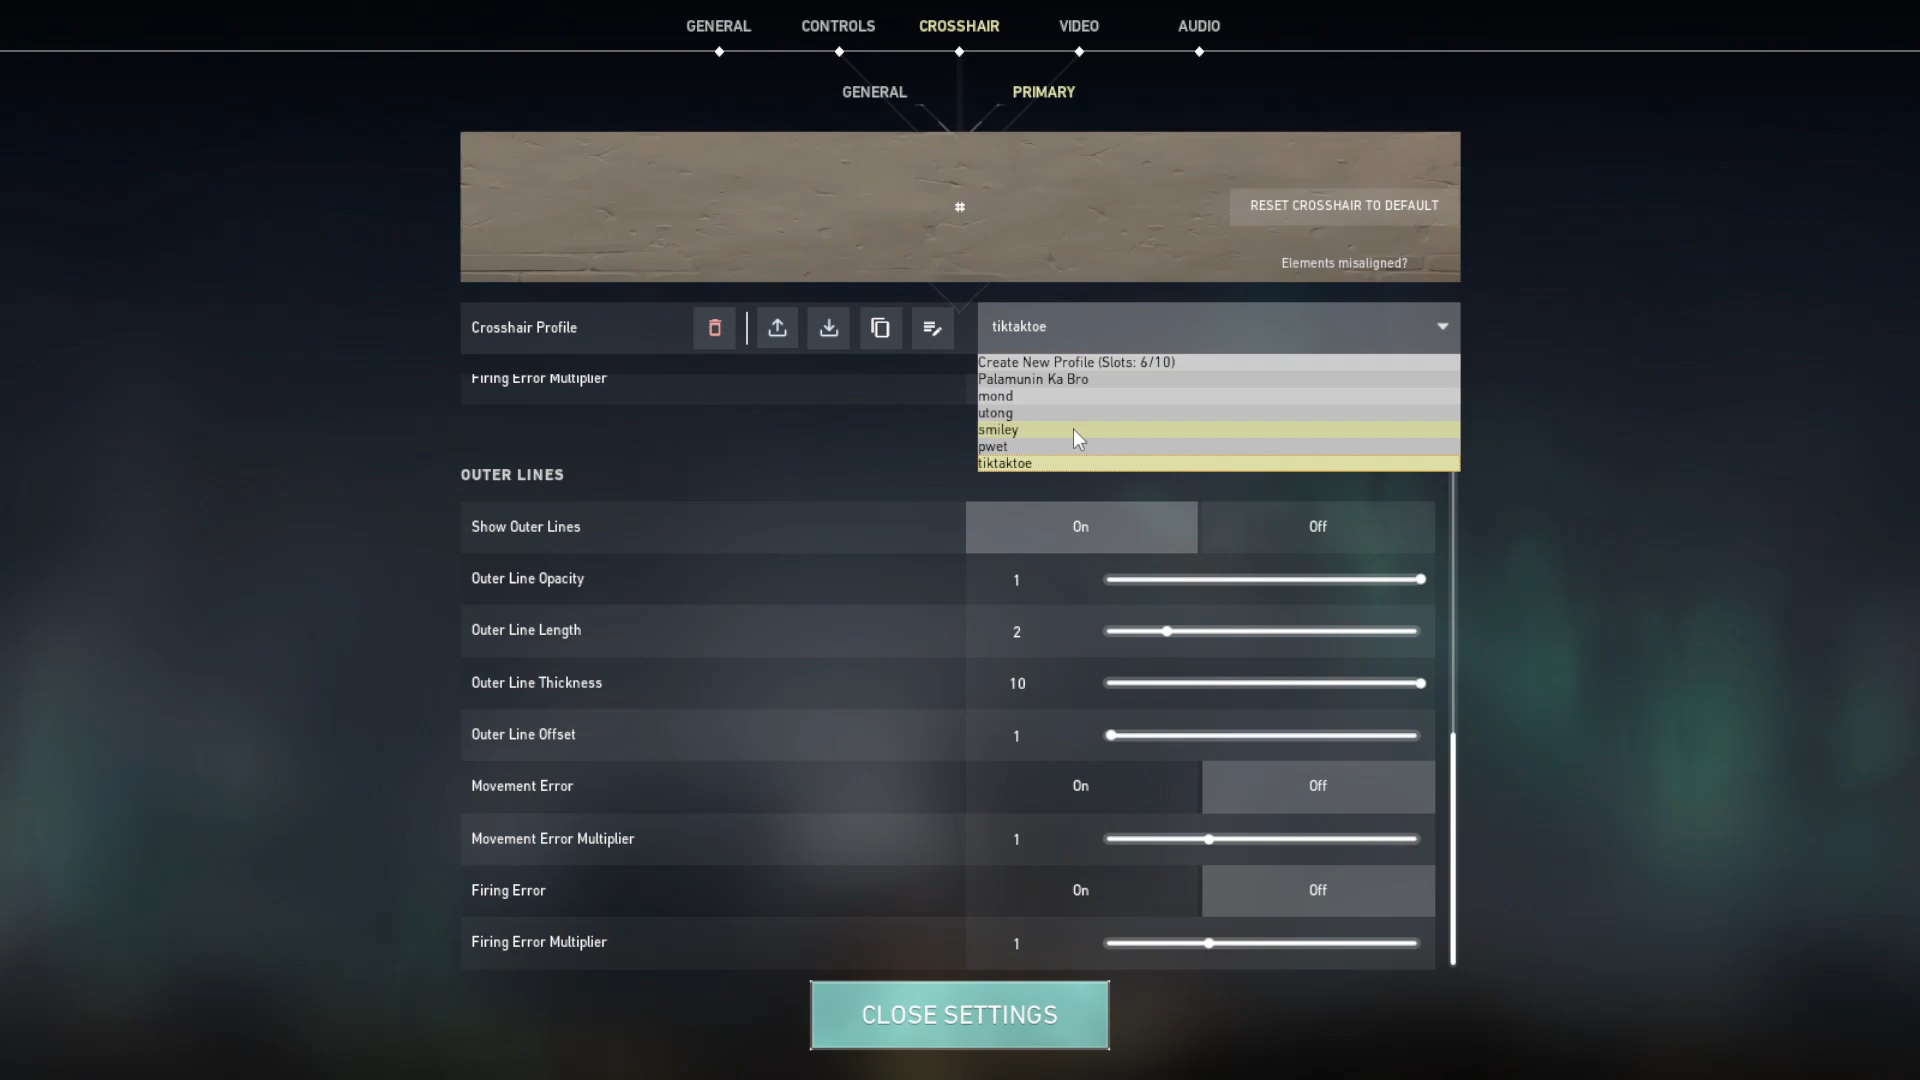 GENERAL CONTROLS CROSSHAIR VIDEO AUDIO
GENERAL PRIMARY
#
RESET CROSSHAIR TO DEFAULT
Elements misaligned?
Crosshair Profile
tiktaktoe
Create New Profile (Slots: 6/10)
Palamunin Ka Bro
mond
utong
smiley
pwet
tiktaktoe
Firing Error Multiplier
OUTER LINES
Show Outer Lines On Off
Outer Line Opacity 1
Outer Line Length 2
Outer Line Thickness 10
Outer Line Offset 1
Movement Error On Off
Movement Error Multiplier 1
Firing Error On Off
Firing Error Multiplier 1
CLOSE SETTINGS